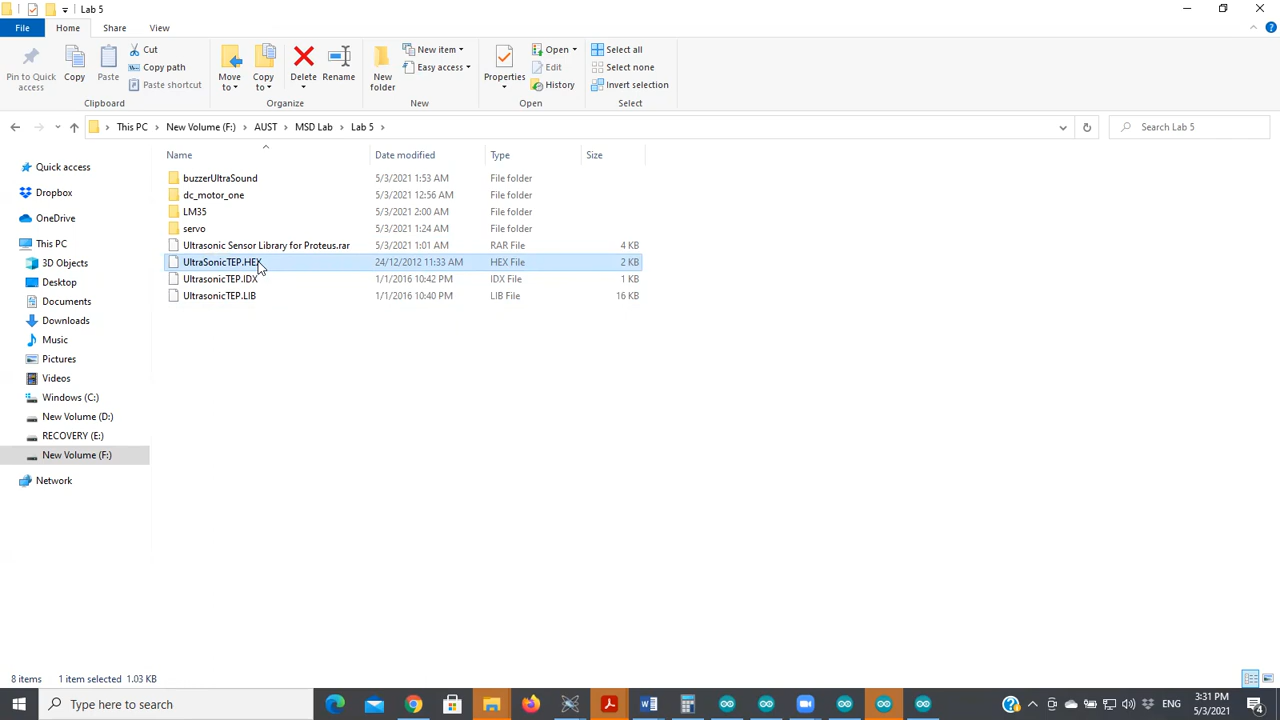 Lab 5
File
Home
Share
View
Pin to Quick access
Copy
Paste
Cut
Copy path
Paste shortcut
Clipboard
Move to
Copy to
Delete
Rename
Organize
New folder
New item
Easy access
New
Properties
Open
Edit
History
Open
Select all
Select none
Invert selection
Select
This PC New Volume (F:) AUST MSD Lab Lab 5
Search Lab 5
Name Date modified Type Size
buzzerUltraSound 5/3/2021 1:53 AM File folder
dc_motor_one 5/3/2021 12:56 AM File folder
LM35 5/3/2021 2:00 AM File folder
servo 5/3/2021 1:24 AM File folder
Ultrasonic Sensor Library for Proteus.rar 5/3/2021 1:01 AM RAR File 4 KB
UltraSonicTEP.HEX 24/12/2012 11:33 AM HEX File 2 KB
UltrasonicTEP.IDX 1/1/2016 10:42 PM IDX File 1 KB
UltrasonicTEP.LIB 1/1/2016 10:40 PM LIB File 16 KB
Quick access
Dropbox
OneDrive
This PC
3D Objects
Desktop
Documents
Downloads
Music
Pictures
Videos
Windows (C:)
New Volume (D:)
RECOVERY (E:)
New Volume (F:)
Network
8 items 1 item selected 1.03 KB
Type here to search
ENG
3:31 PM
5/3/2021
4